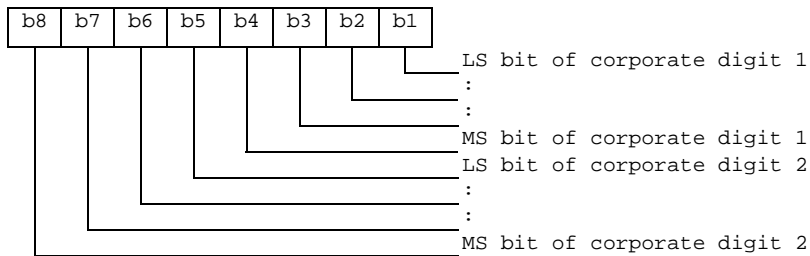 b8 b7 b6 b5 b4 b3 b2 b1
LS bit of corporate digit 1
:
:
MS bit of corporate digit 1
LS bit of corporate digit 2
:
:
MS bit of corporate digit 2